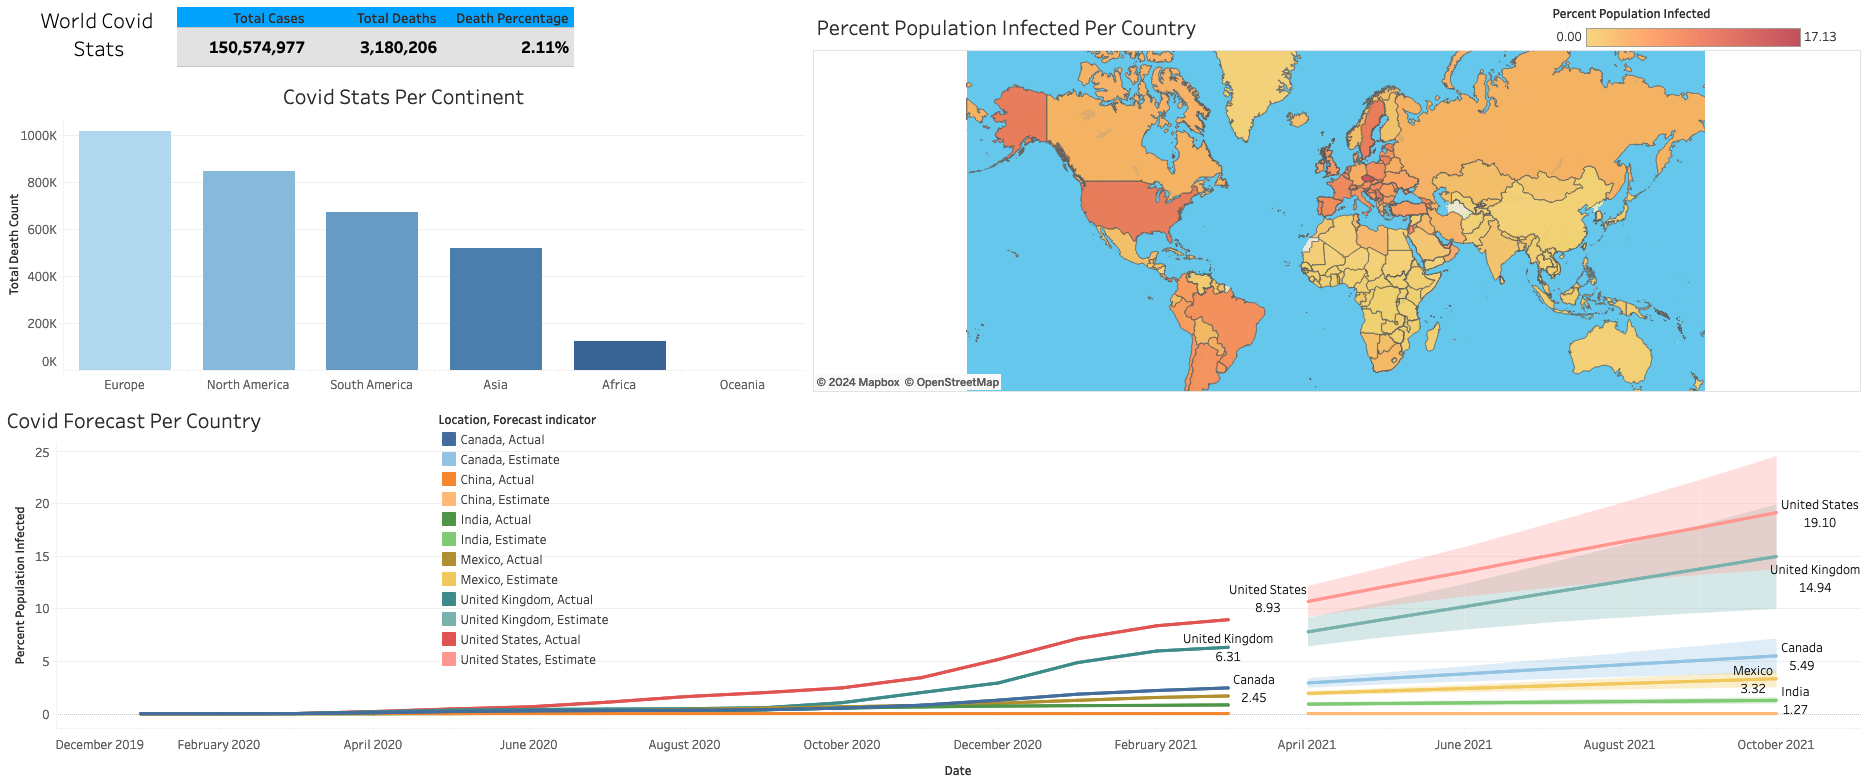 World Covid
Stats
Total Cases Total Deaths Death Percentage
150,574,977 3,180,206 2.11%
Covid Stats Per Continent
Total Death Count
1000K
800K
600K
400K
200K
0K
Europe North America South America Asia Africa Oceania
Percent Population Infected Per Country
Percent Population Infected
0.00 17.13
© 2024 Mapbox © OpenStreetMap
Covid Forecast Per Country
Location, Forecast indicator
Canada, Actual
Canada, Estimate
China, Actual
China, Estimate
India, Actual
India, Estimate
Mexico, Actual
Mexico, Estimate
United Kingdom, Actual
United Kingdom, Estimate
United States, Actual
United States, Estimate
Percent Population Infected
25
20
15
10
5
0
United States
8.93
United Kingdom
6.31
Canada
2.45
United States
19.10
United Kingdom
14.94
Canada
5.49
Mexico
3.32
India
1.27
December 2019 February 2020 April 2020 June 2020 August 2020 October 2020 December 2020 February 2021 April 2021 June 2021 August 2021 October 2021
Date